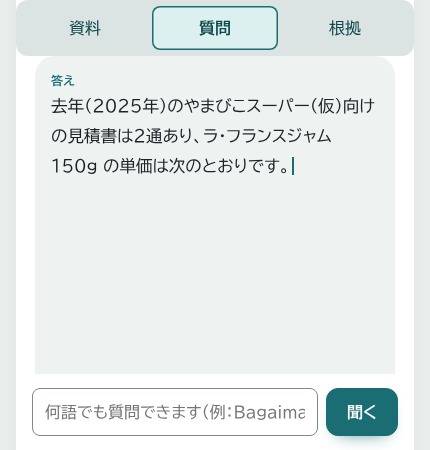 資料 質問 根拠
答え
去年(2025年)のやまびこスーパー(仮)向け
の見積書は2通あり、ラ・フランスジャム
150g の単価は次のとおりです。
何語でも質問できます(例:Bagaima 聞く